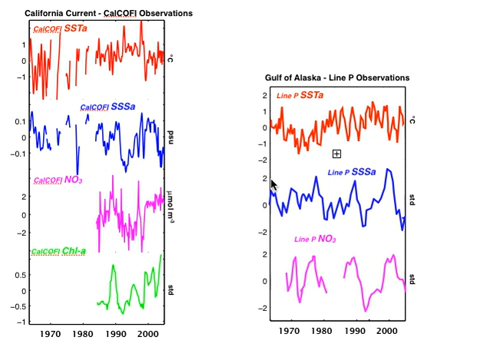 California Current - CalCOFI Observations
CalCOFI SSTa
2
1
0
−1
°C
CalCOFI SSSa
0.1
0
−0.1
psu
CalCOFI NO3
2
0
−2
μmol m-3
CalCOFI Chl-a
0.5
0
−0.5
−1
std
1970 1980 1990 2000
Gulf of Alaska - Line P Observations
Line P SSTa
2
1
0
−1
2
°C
Line P SSSa
2
0
−2
std
Line P NO3
2
0
−2
std
1970 1980 1990 2000